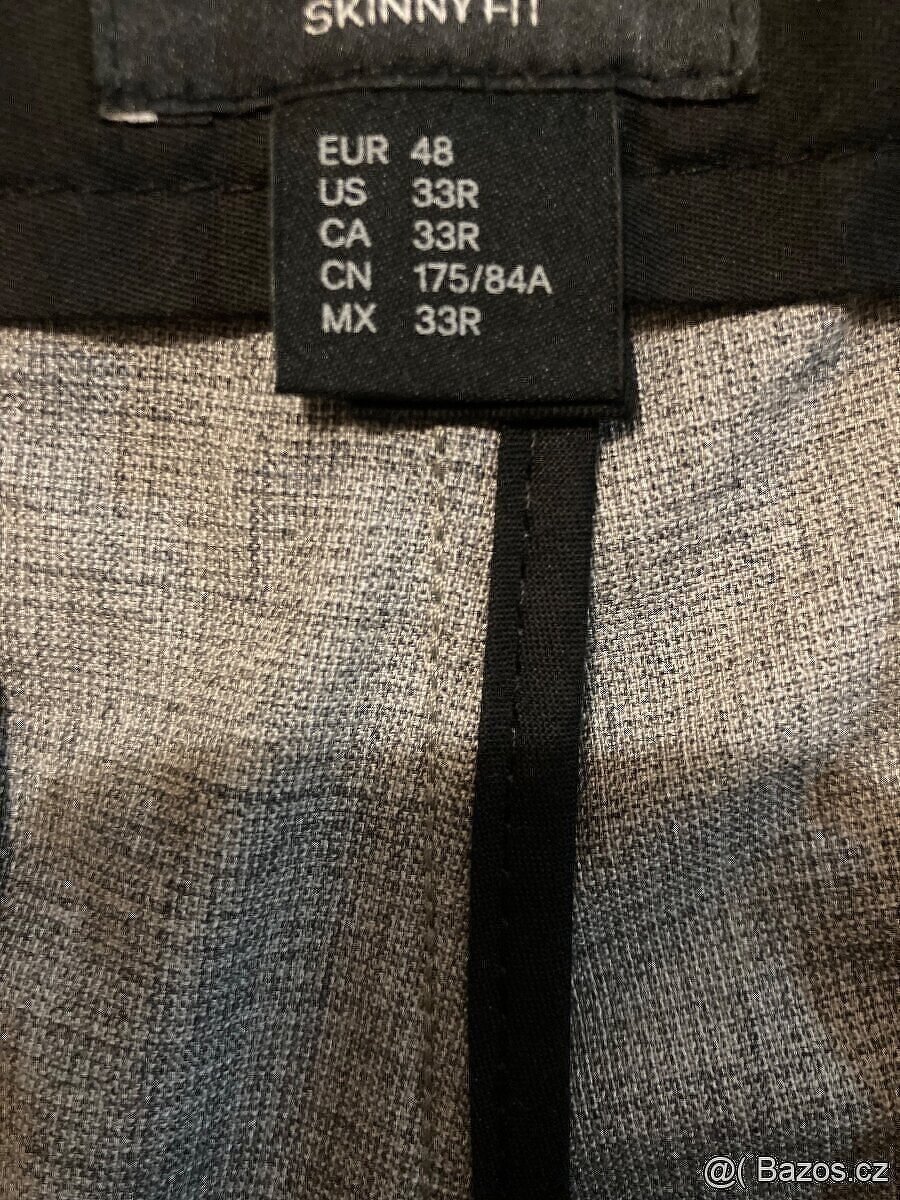 SKINNY FIT
EUR 48
US 33R
CA 33R
CN 175/84A
MX 33R
@( Bazos.cz